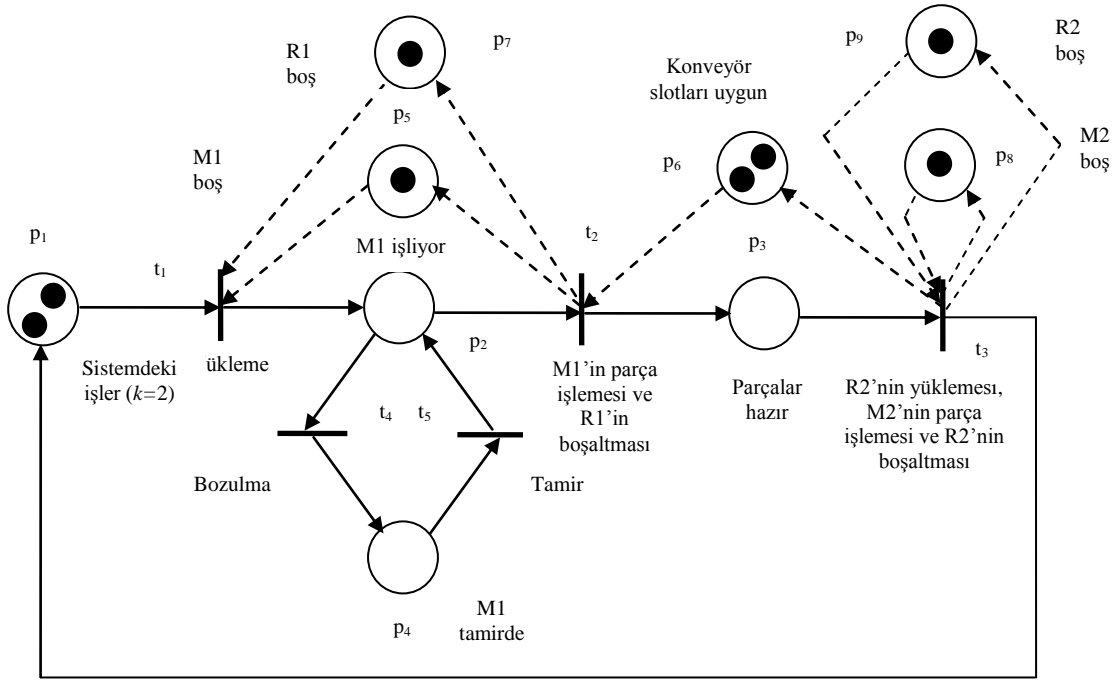 R1
boş
p7
p9
R2
boş
Konveyör
slotları uygun
p5
M1
boş
p6
p8
M2
boş
p1
t1
M1 işliyor
t2
p3
Sistemdeki
işler (k=2)
ükleme
p2
M1’in parça
işlemesi ve
R1’in
boşaltması
Parçalar
hazır
t3
R2’nin yüklemesı,
M2’nin parça
işlemesi ve R2’nin
boşaltması
t4
t5
Bozulma
Tamir
p4
M1
tamirde